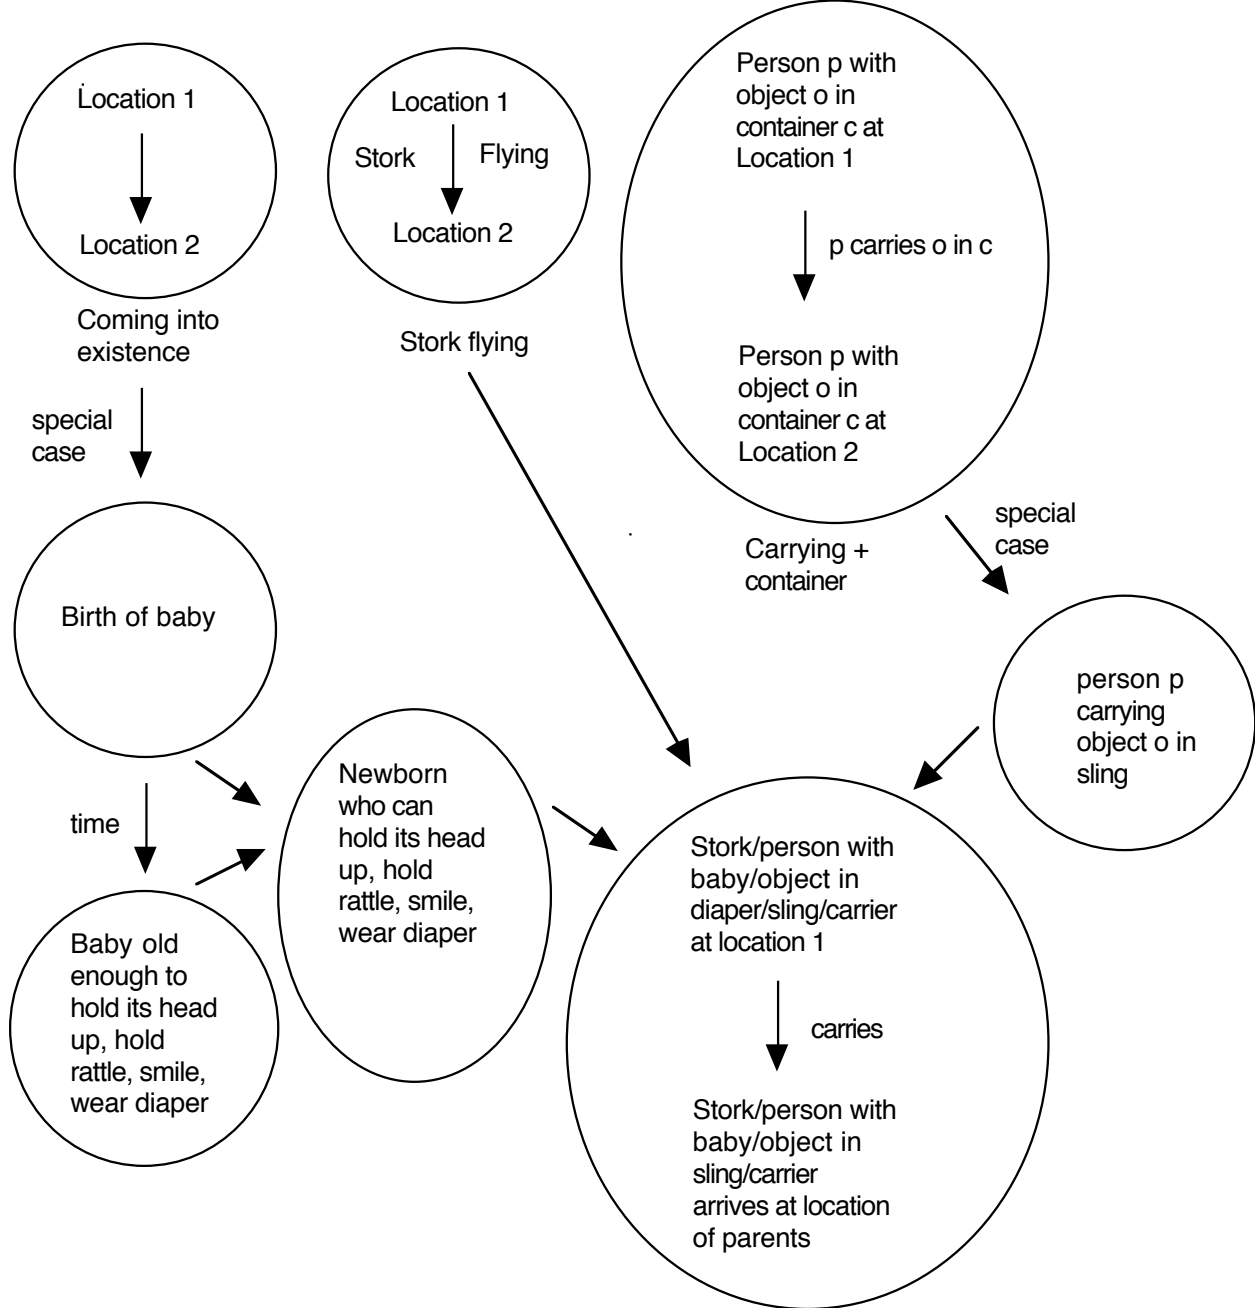 Location 1
Location 2
Coming into
existence
special
case
Birth of baby
time
Baby old
enough to
hold its head
up, hold
rattle, smile,
wear diaper
Newborn
who can
hold its head
up, hold
rattle, smile,
wear diaper
Location 1
Stork
Flying
Location 2
Stork flying
Person p with
object o in
container c at
Location 1
p carries o in c
Person p with
object o in
container c at
Location 2
Carrying +
container
special
case
person p
carrying
object o in
sling
Stork/person with
baby/object in
diaper/sling/carrier
at location 1
carries
Stork/person with
baby/object in
sling/carrier
arrives at location
of parents